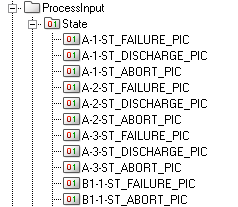 ProcessInput
State
A-1-ST_FAILURE_PIC
A-1-ST_DISCHARGE_PIC
A-1-ST_ABORT_PIC
A-2-ST_FAILURE_PIC
A-2-ST_DISCHARGE_PIC
A-2-ST_ABORT_PIC
A-3-ST_FAILURE_PIC
A-3-ST_DISCHARGE_PIC
A-3-ST_ABORT_PIC
B1-1-ST_FAILURE_PIC
B1-1-ST_ABORT_PIC